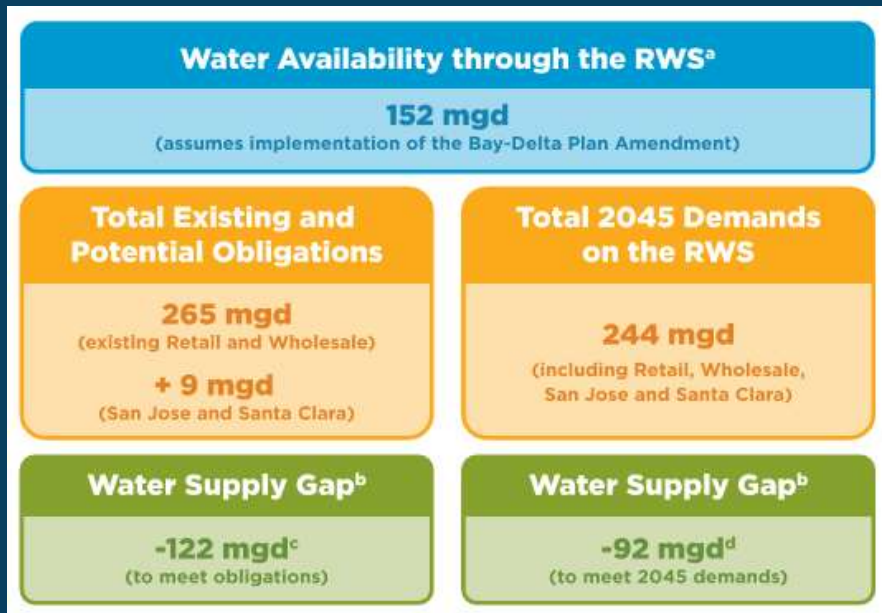 Water Availability through the RWSᵃ
152 mgd
(assumes implementation of the Bay-Delta Plan Amendment)
Total Existing and
Potential Obligations
265 mgd
(existing Retail and Wholesale)
+ 9 mgd
(San Jose and Santa Clara)
Total 2045 Demands
on the RWS
244 mgd
(including Retail, Wholesale,
San Jose and Santa Clara)
Water Supply Gapᵇ
-122 mgdᶜ
(to meet obligations)
Water Supply Gapᵇ
-92 mgdᵈ
(to meet 2045 demands)